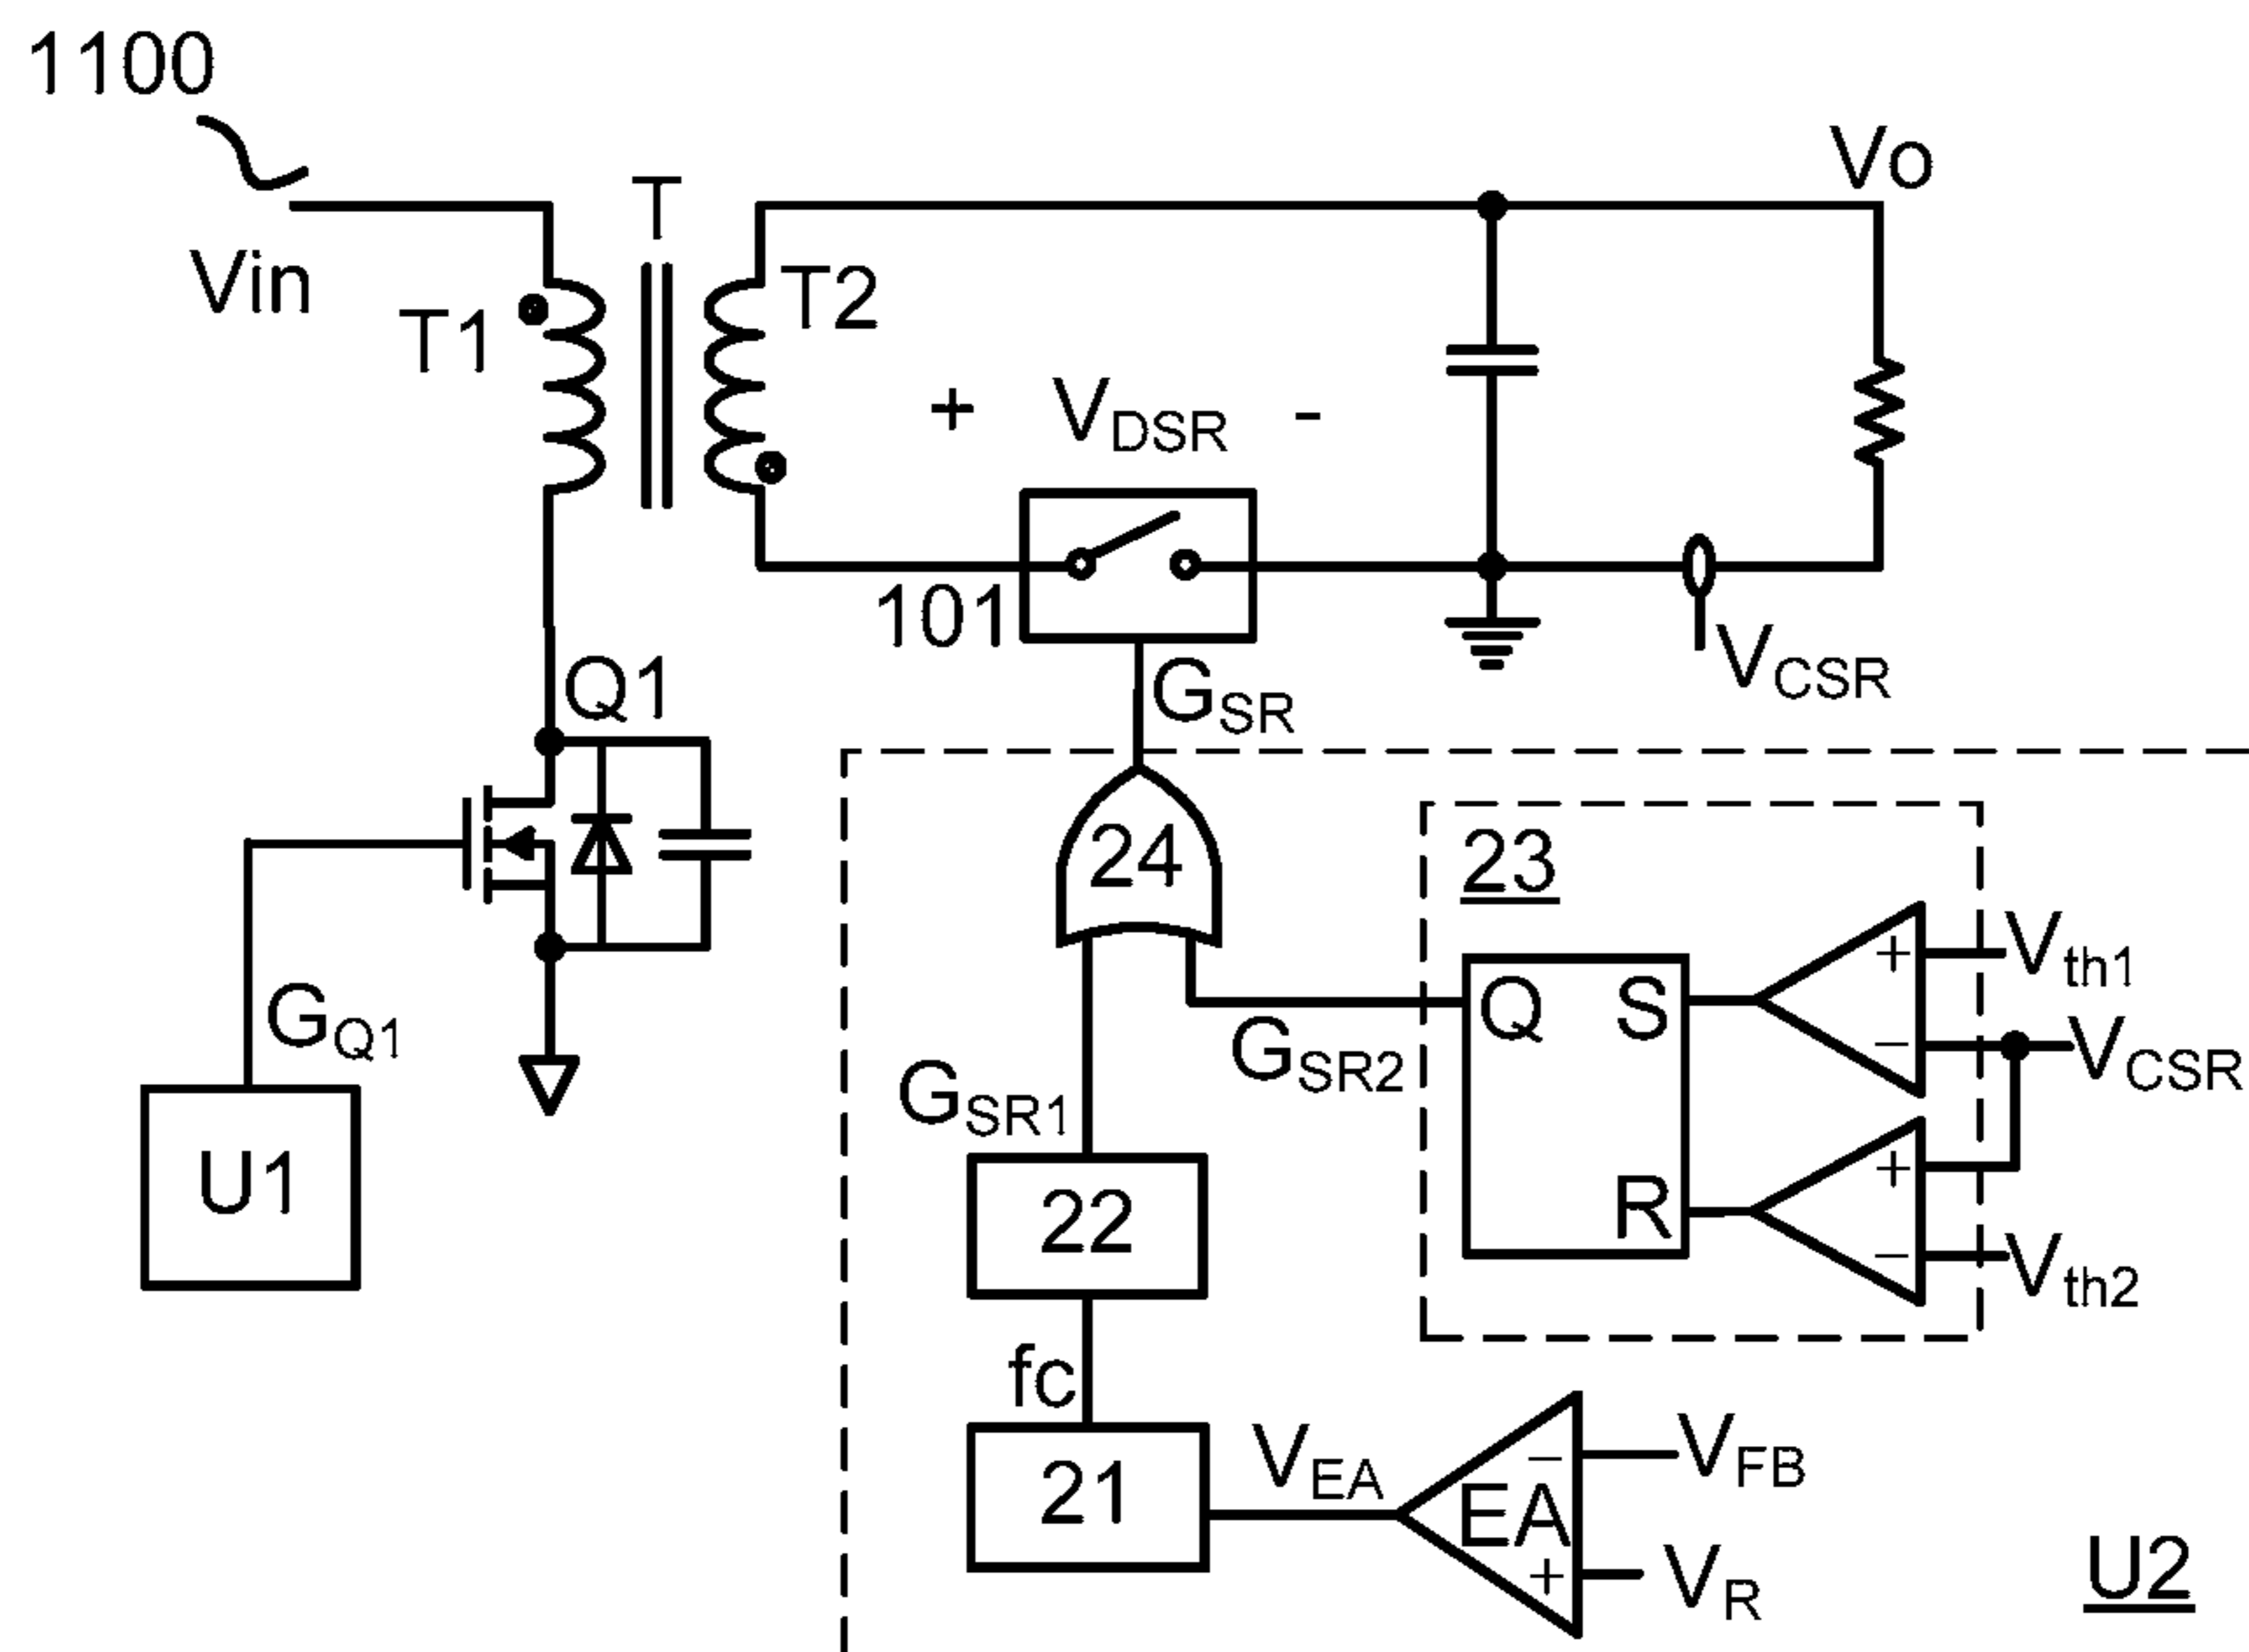 1100
Vin
T1
T
T2
Vo
+ V_DSR -
101
G_SR
V_CSR
Q1
G_Q1
U1
24
23
Q
S
R
+
−
+
−
V_th1
V_CSR
V_th2
G_SR2
G_SR1
22
fc
21
V_EA
EA
−
+
V_FB
V_R
U2